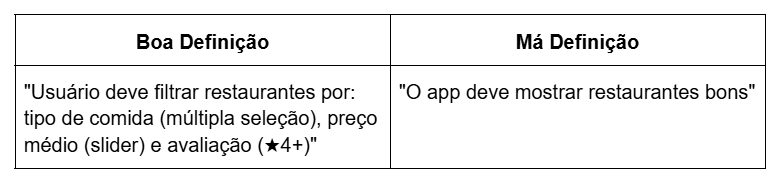 Boa Definição
Má Definição
"Usuário deve filtrar restaurantes por:
tipo de comida (múltipla seleção), preço
médio (slider) e avaliação (★4+)"
"O app deve mostrar restaurantes bons"